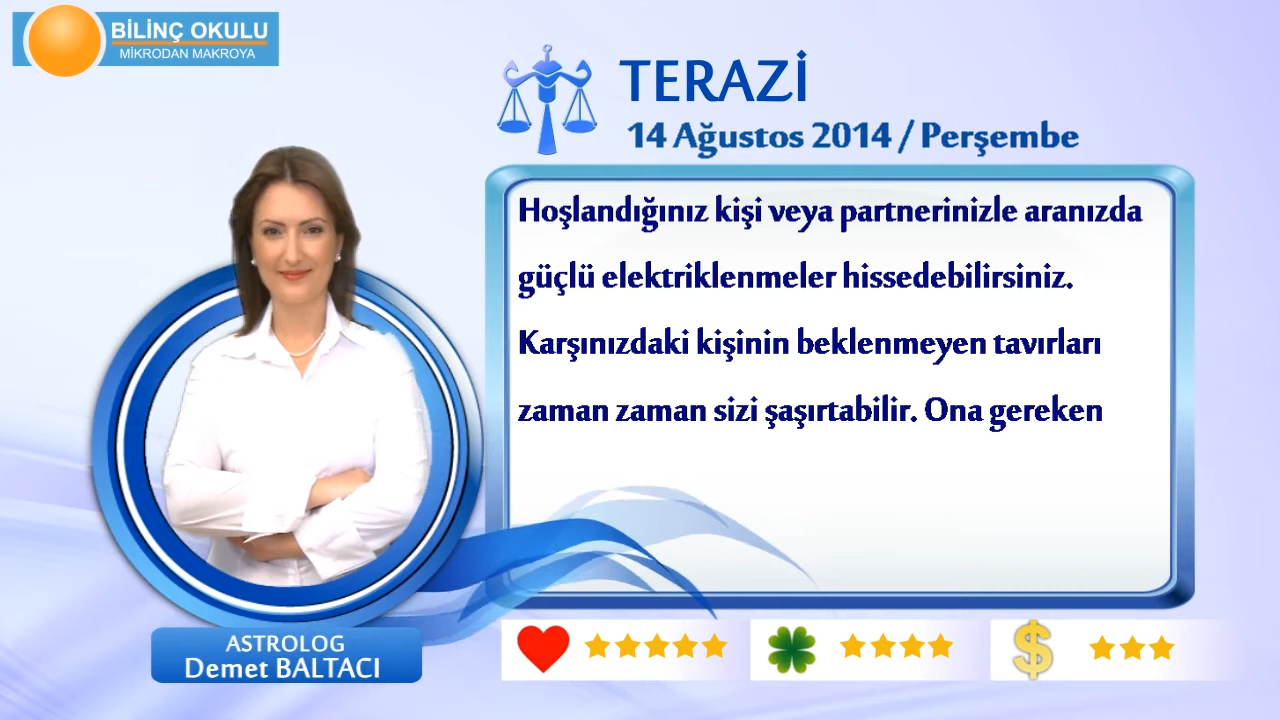 BİLİNÇ OKULU
MİKRODAN MAKROYA
TERAZİ
14 Ağustos 2014 / Perşembe
Hoşlandığınız kişi veya partnerinizle aranızda
güçlü elektriklenmeler hissedebilirsiniz.
Karşınızdaki kişinin beklenmeyen tavırları
zaman zaman sizi şaşırtabilir. Ona gereken
ASTROLOG
Demet BALTACI